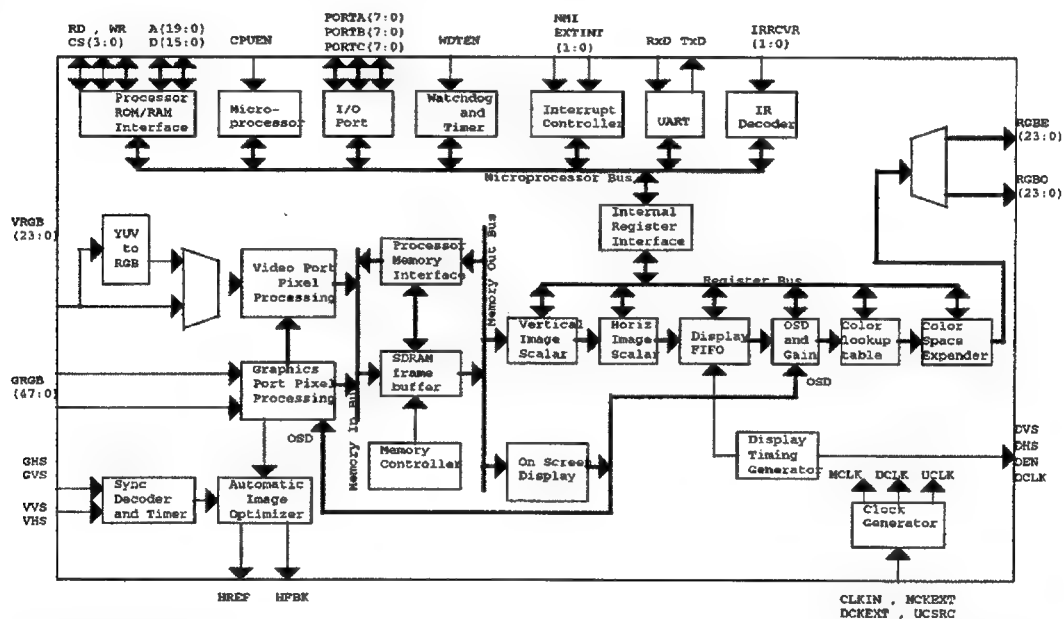 RD , WR
CS(3:0)
A(19:0)
D(15:0)
CPUEN
PORTA(7:0)
PORTB(7:0)
PORTC(7:0)
WDTEN
NMI
EXTINT
(1:0)
RxD TxD
IRRCVR
(1:0)
Processor
ROM/RAM
Interface
Micro-
processor
I/O
Port
Watchdog
and
Timer
Interrupt
Controller
UART
IR
Decoder
RGBE
(23:0)
RGBO
(23:0)
Microprocessor Bus
VRGB
(23:0)
YUV
to
RGB
Video Port
Pixel
Processing
Processor
Memory
Interface
Memory Out Bus
Internal
Register
Interface
Register Bus
Vertical
Image
Scalar
Horiz
Image
Scalar
Display
FIFO
OSD
and
Gain
Color
lookup
table
Color
Space
Expender
GRGB
(47:0)
Graphics
Port Pixel
Processing
SDRAM
frame
buffer
OSD
OSD
Memory In Bus
Memory
Controller
On Screen
Display
Display
Timing
Generator
DVS
DHS
DEN
DCLK
GHS
GVS
VVS
VHS
Sync
Decoder
and Timer
Automatic
Image
Optimizer
MCLK DCLK UCLK
Clock
Generator
HREF
HFBK
CLKIN , MCKEXT
DCKEXT, UCSRC